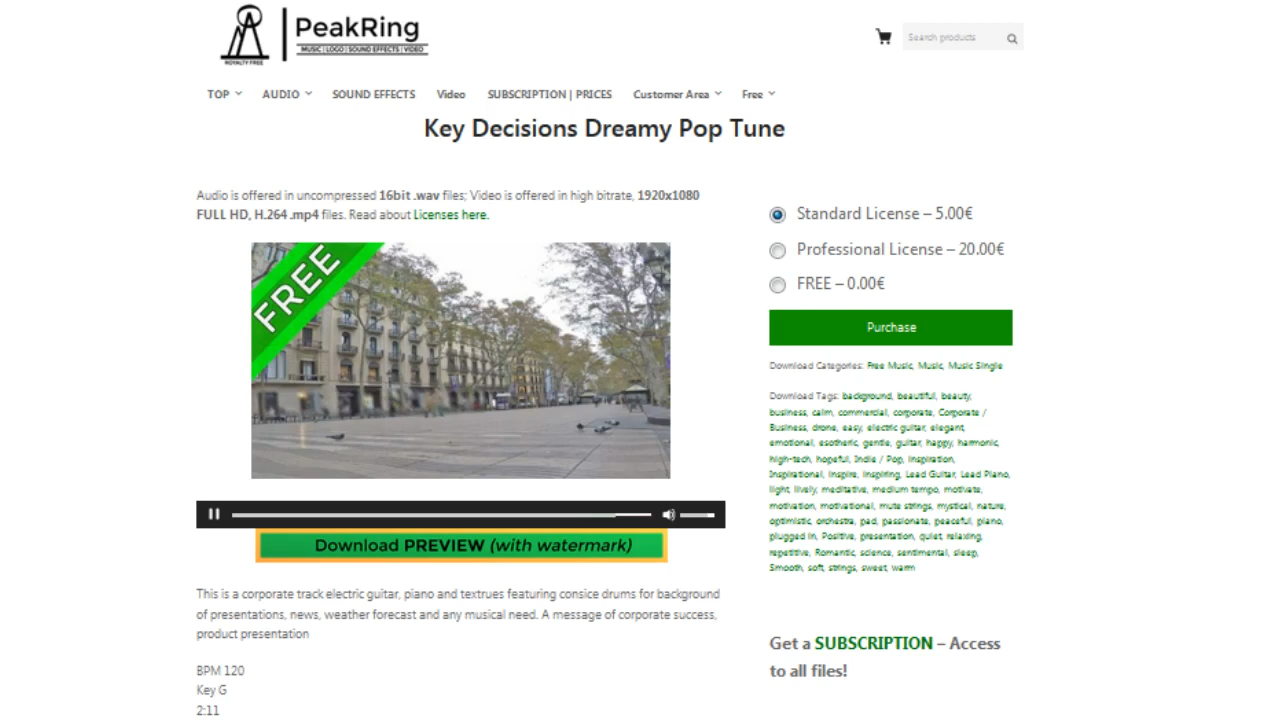 PeakRing
MUSIC | LOGO | SOUND EFFECTS | VIDEO
ROYALTY FREE
Search products
TOP AUDIO SOUND EFFECTS Video SUBSCRIPTION | PRICES Customer Area Free
Key Decisions Dreamy Pop Tune
Audio is offered in uncompressed 16bit .wav files; Video is offered in high bitrate, 1920x1080
FULL HD, H.264 .mp4 files. Read about Licenses here.
FREE
Download PREVIEW (with watermark)
This is a corporate track electric guitar, piano and textrues featuring consice drums for background
of presentations, news, weather forecast and any musical need. A message of corporate success,
product presentation
BPM 120
Key G
2:11
Standard License – 5.00€
Professional License – 20.00€
FREE – 0.00€
Purchase
Download Categories: Free Music, Music, Music Single
Download Tags: background, beautiful, beauty,
business, calm, commercial, corporate, Corporate /
Business, drone, easy, electric guitar, elegant,
emotional, esoteric, gentle, guitar, happy, harmonic,
high-tech, hopeful, Indie / Pop, Inspiration,
Inspirational, Inspire, Inspiring, Lead Guitar, Lead Piano,
light, lively, meditative, medium tempo, motivate,
motivation, motivational, mute strings, mystical, nature,
optimistic, orchestra, pad, passionate, peaceful, piano,
plugged in, Positive, presentation, quiet, relaxing,
repetitive, Romantic, science, sentimental, sleep,
Smooth, soft, strings, sweet, warm
Get a SUBSCRIPTION – Access
to all files!